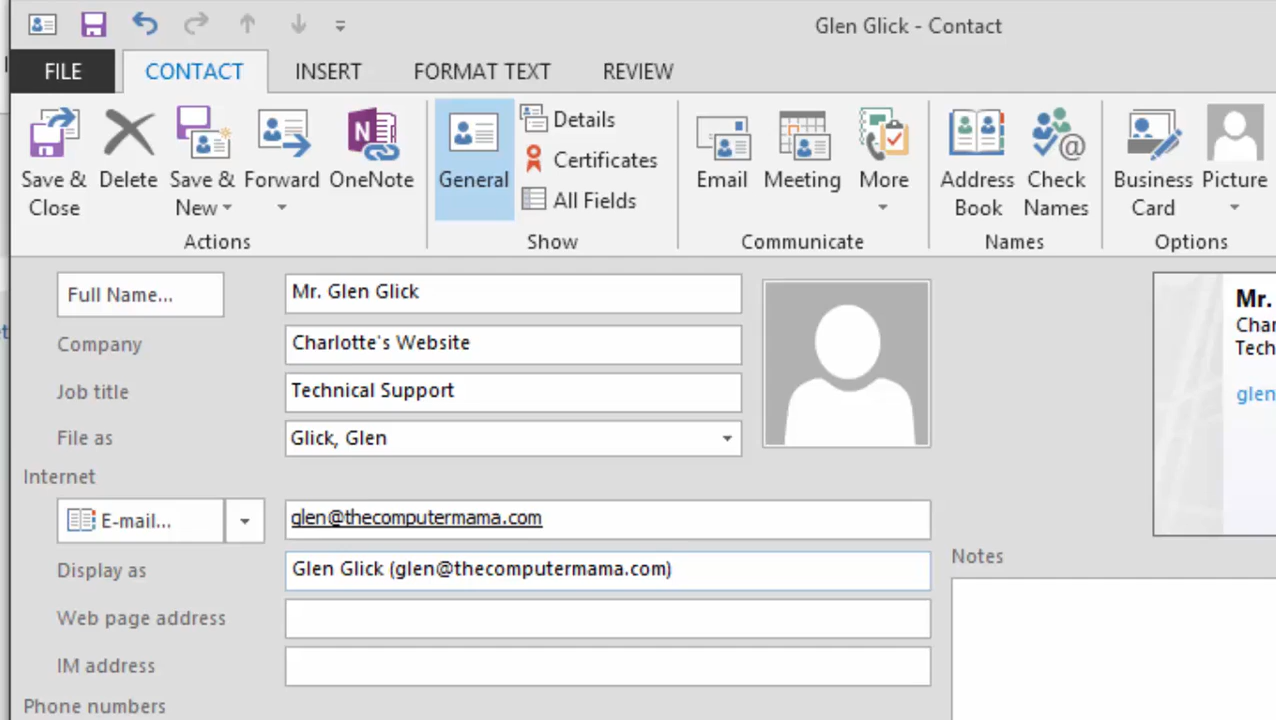 Glen Glick - Contact
FILE CONTACT INSERT FORMAT TEXT REVIEW
Save & Close
Delete
Save & New
Forward
OneNote
Actions
General
Details
Certificates
All Fields
Show
Email
Meeting
More
Communicate
Address Book
Check Names
Names
Business Card
Picture
Options
Full Name... Mr. Glen Glick
Company Charlotte's Website
Job title Technical Support
File as Glick, Glen
Internet
E-mail... glen@thecomputermama.com
Display as Glen Glick (glen@thecomputermama.com)
Web page address
IM address
Phone numbers
Mr.
Char
Tech
glen
Notes